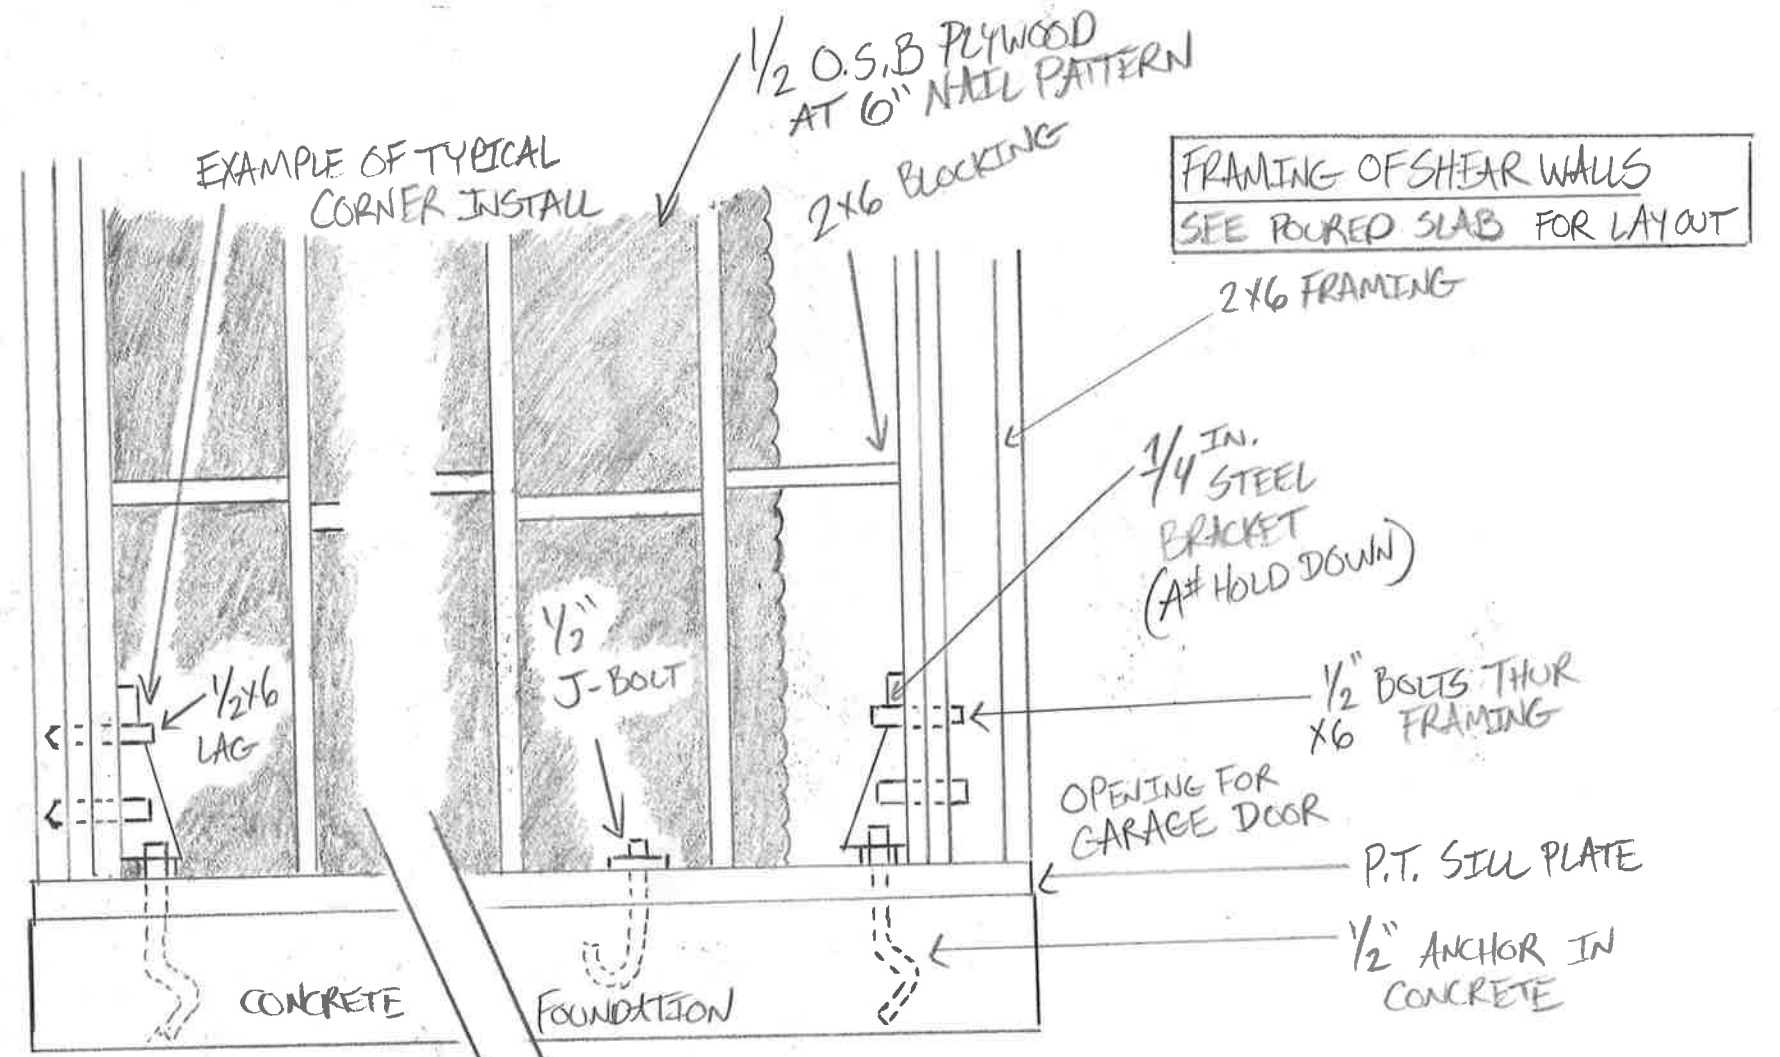 1/2 O.S.B PLYWOOD
AT 6" NAIL PATTERN
EXAMPLE OF TYPICAL
CORNER INSTALL
2x6 BLOCKING
FRAMING OF SHEAR WALLS
SEE POURED SLAB FOR LAYOUT
2x6 FRAMING
1/4 IN.
STEEL
BRACKET
(A# HOLD DOWN)
1/2"
J-BOLT
1/2x6
LAG
1/2" BOLTS THUR
x6 FRAMING
OPENING FOR
GARAGE DOOR
P.T. SILL PLATE
1/2" ANCHOR IN
CONCRETE
CONCRETE FOUNDATION